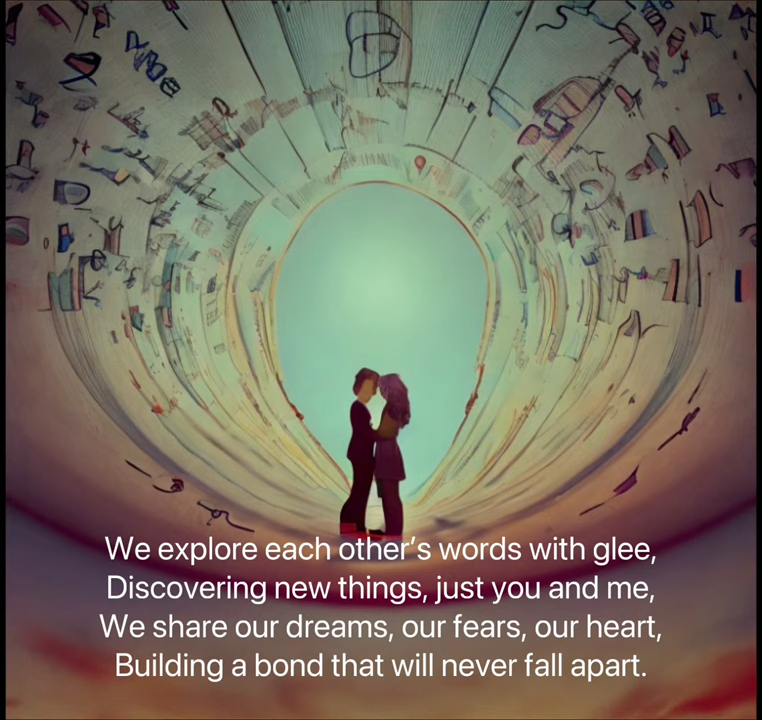 We explore each other’s words with glee,
Discovering new things, just you and me,
We share our dreams, our fears, our heart,
Building a bond that will never fall apart.